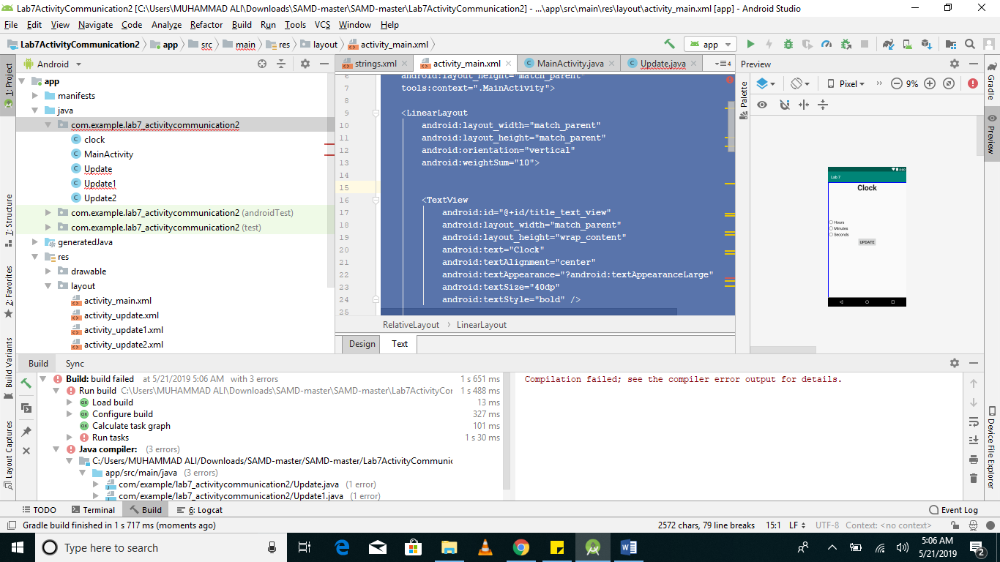 Lab7ActivityCommunication2 [C:\Users\MUHAMMAD ALI\Downloads\SAMD-master\SAMD-master\Lab7ActivityCommunication2] - ...\app\src\main\res\layout\activity_main.xml [app] - Android Studio
File Edit View Navigate Code Analyze Refactor Build Run Tools VCS Window Help
Lab7ActivityCommunication2 app src main res layout activity_main.xml app
1: Project
7: Structure
2: Favorites
Build Variants
Layout Captures
Android
app
manifests
java
com.example.lab7_activitycommunication2
clock
MainActivity
Update
Update1
Update2
com.example.lab7_activitycommunication2 (androidTest)
com.example.lab7_activitycommunication2 (test)
generatedJava
res
drawable
layout
activity_main.xml
activity_update.xml
activity_update1.xml
activity_update2.xml
strings.xml activity_main.xml MainActivity.java Update.java 4
6 android:layout_height="match_parent"
7 tools:context=".MainActivity">
8
9 <LinearLayout
10 android:layout_width="match_parent"
11 android:layout_height="match_parent"
12 android:orientation="vertical"
13 android:weightSum="10">
14
15
16 <TextView
17 android:id="@+id/title_text_view"
18 android:layout_width="match_parent"
19 android:layout_height="wrap_content"
20 android:text="Clock"
21 android:textAlignment="center"
22 android:textAppearance="?android:textAppearanceLarge"
23 android:textSize="40dp"
24 android:textStyle="bold" />
25
RelativeLayout LinearLayout
Design Text
Preview
Palette
Pixel 9%
8:00
Lab 7
Clock
Hours
Minutes
Seconds
UPDATE
Gradle
Preview
Device File Explorer
Build Sync
Build: build failed at 5/21/2019 5:06 AM with 3 errors 1 s 651 ms
Run build C:\Users\MUHAMMAD ALI\Downloads\SAMD-master\SAMD-master\Lab7ActivityCor 1 s 488 ms
Load build 13 ms
Configure build 327 ms
Calculate task graph 101 ms
Run tasks 1 s 30 ms
Java compiler: (3 errors)
C:/Users/MUHAMMAD ALI/Downloads/SAMD-master/SAMD-master/Lab7ActivityCommunic
app/src/main/java (3 errors)
com/example/lab7_activitycommunication2/Update.java (1 error)
com/example/lab7_activitycommunication2/Update1.java (1 error)
Compilation failed; see the compiler error output for details.
TODO Terminal Build 6: Logcat Event Log
Gradle build finished in 1 s 717 ms (moments ago) 2572 chars, 79 line breaks 15:1 LF UTF-8 Context: <no context>
Type here to search
5:06 AM
5/21/2019
2